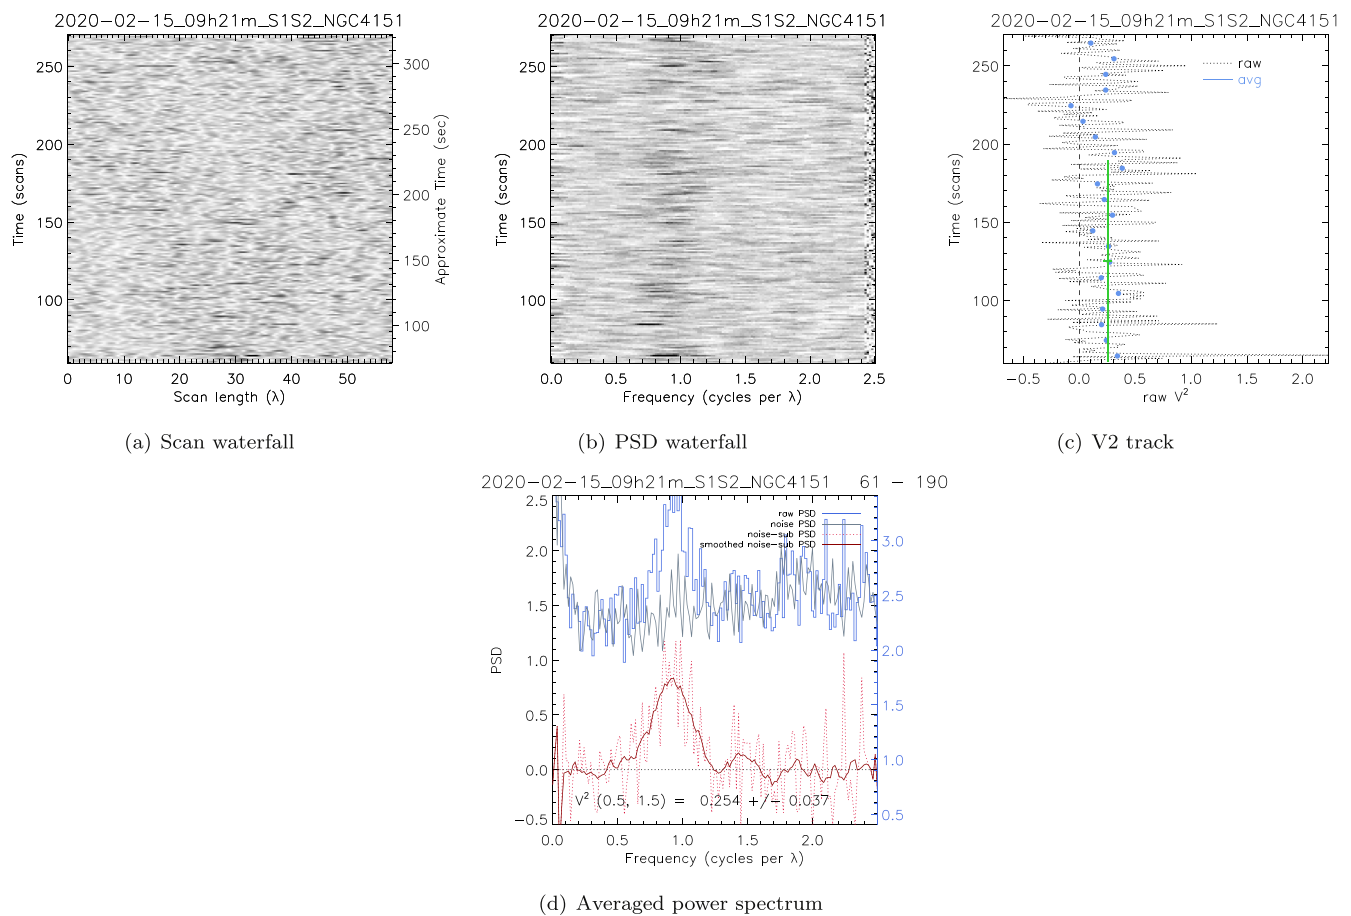 2020-02-15_09h21m_S1S2_NGC4151
250
200
150
100
Time (scans)
300
250
200
150
100
Approximate Time (sec)
0 10 20 30 40 50
Scan length (λ)
(a) Scan waterfall
2020-02-15_09h21m_S1S2_NGC4151
250
200
150
100
Time (scans)
0.0 0.5 1.0 1.5 2.0 2.5
Frequency (cycles per λ)
(b) PSD waterfall
2020-02-15_09h21m_S1S2_NGC4151
raw
avg
250
200
150
100
Time (scans)
-0.5 0.0 0.5 1.0 1.5 2.0
raw V²
(c) V2 track
2020-02-15_09h21m_S1S2_NGC4151 61 - 190
raw PSD
noise PSD
noise-sub PSD
smoothed noise-sub PSD
2.5
2.0
1.5
1.0
0.5
0.0
-0.5
PSD
3.0
2.5
2.0
1.5
1.0
0.5
V² (0.5, 1.5) = 0.254 +/- 0.037
0.0 0.5 1.0 1.5 2.0
Frequency (cycles per λ)
(d) Averaged power spectrum